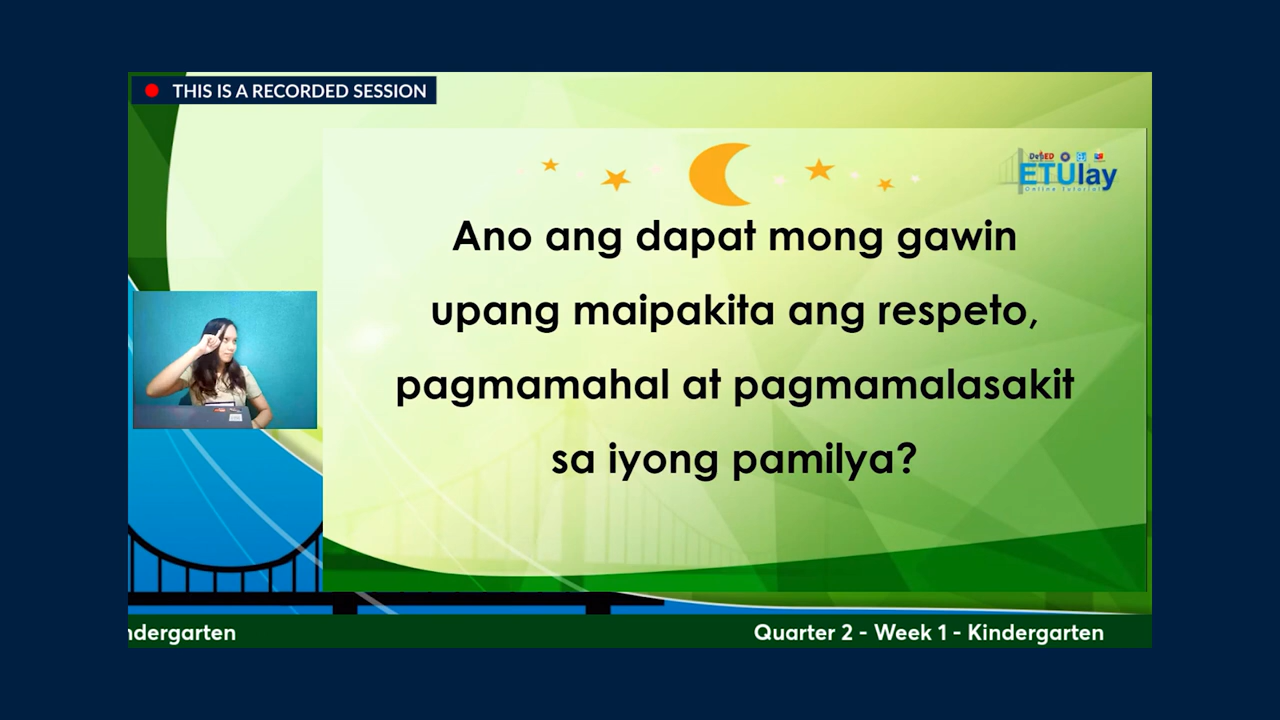 THIS IS A RECORDED SESSION
DepED
ETUlay
Online Tutorial
Ano ang dapat mong gawin
upang maipakita ang respeto,
pagmamahal at pagmamalasakit
sa iyong pamilya?
ndergarten
Quarter 2 - Week 1 - Kindergarten